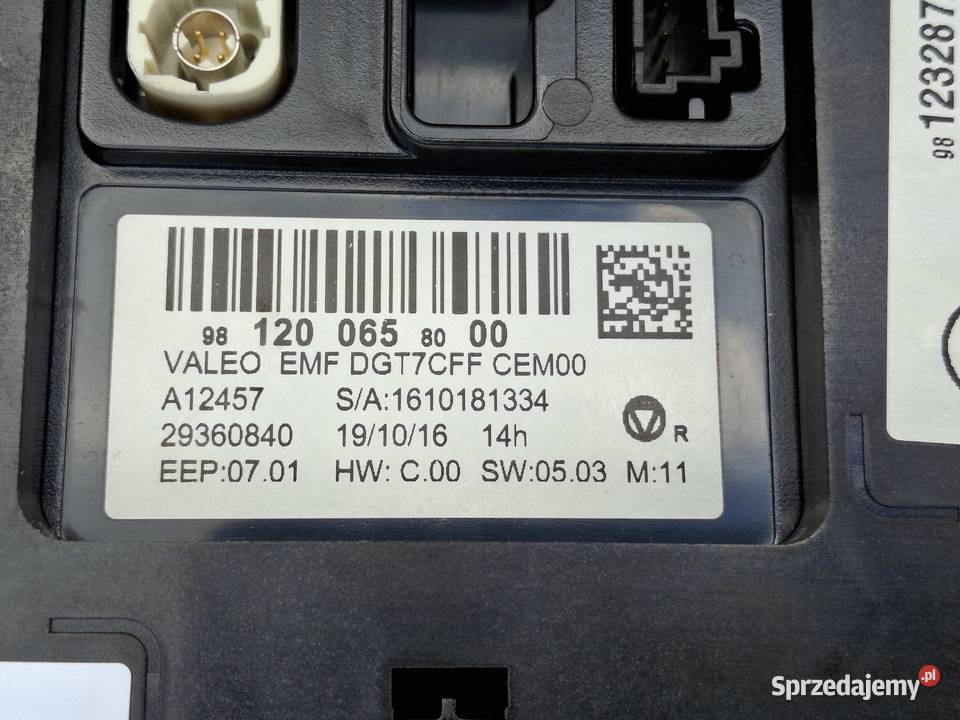 98 120 065 80 00
VALEO EMF DGT7CFF CEM00
A12457 S/A:1610181334
29360840 19/10/16 14h
R
EEP:07.01 HW: C.00 SW:05.03 M:11
98 123287
Sprzedajemy.pl